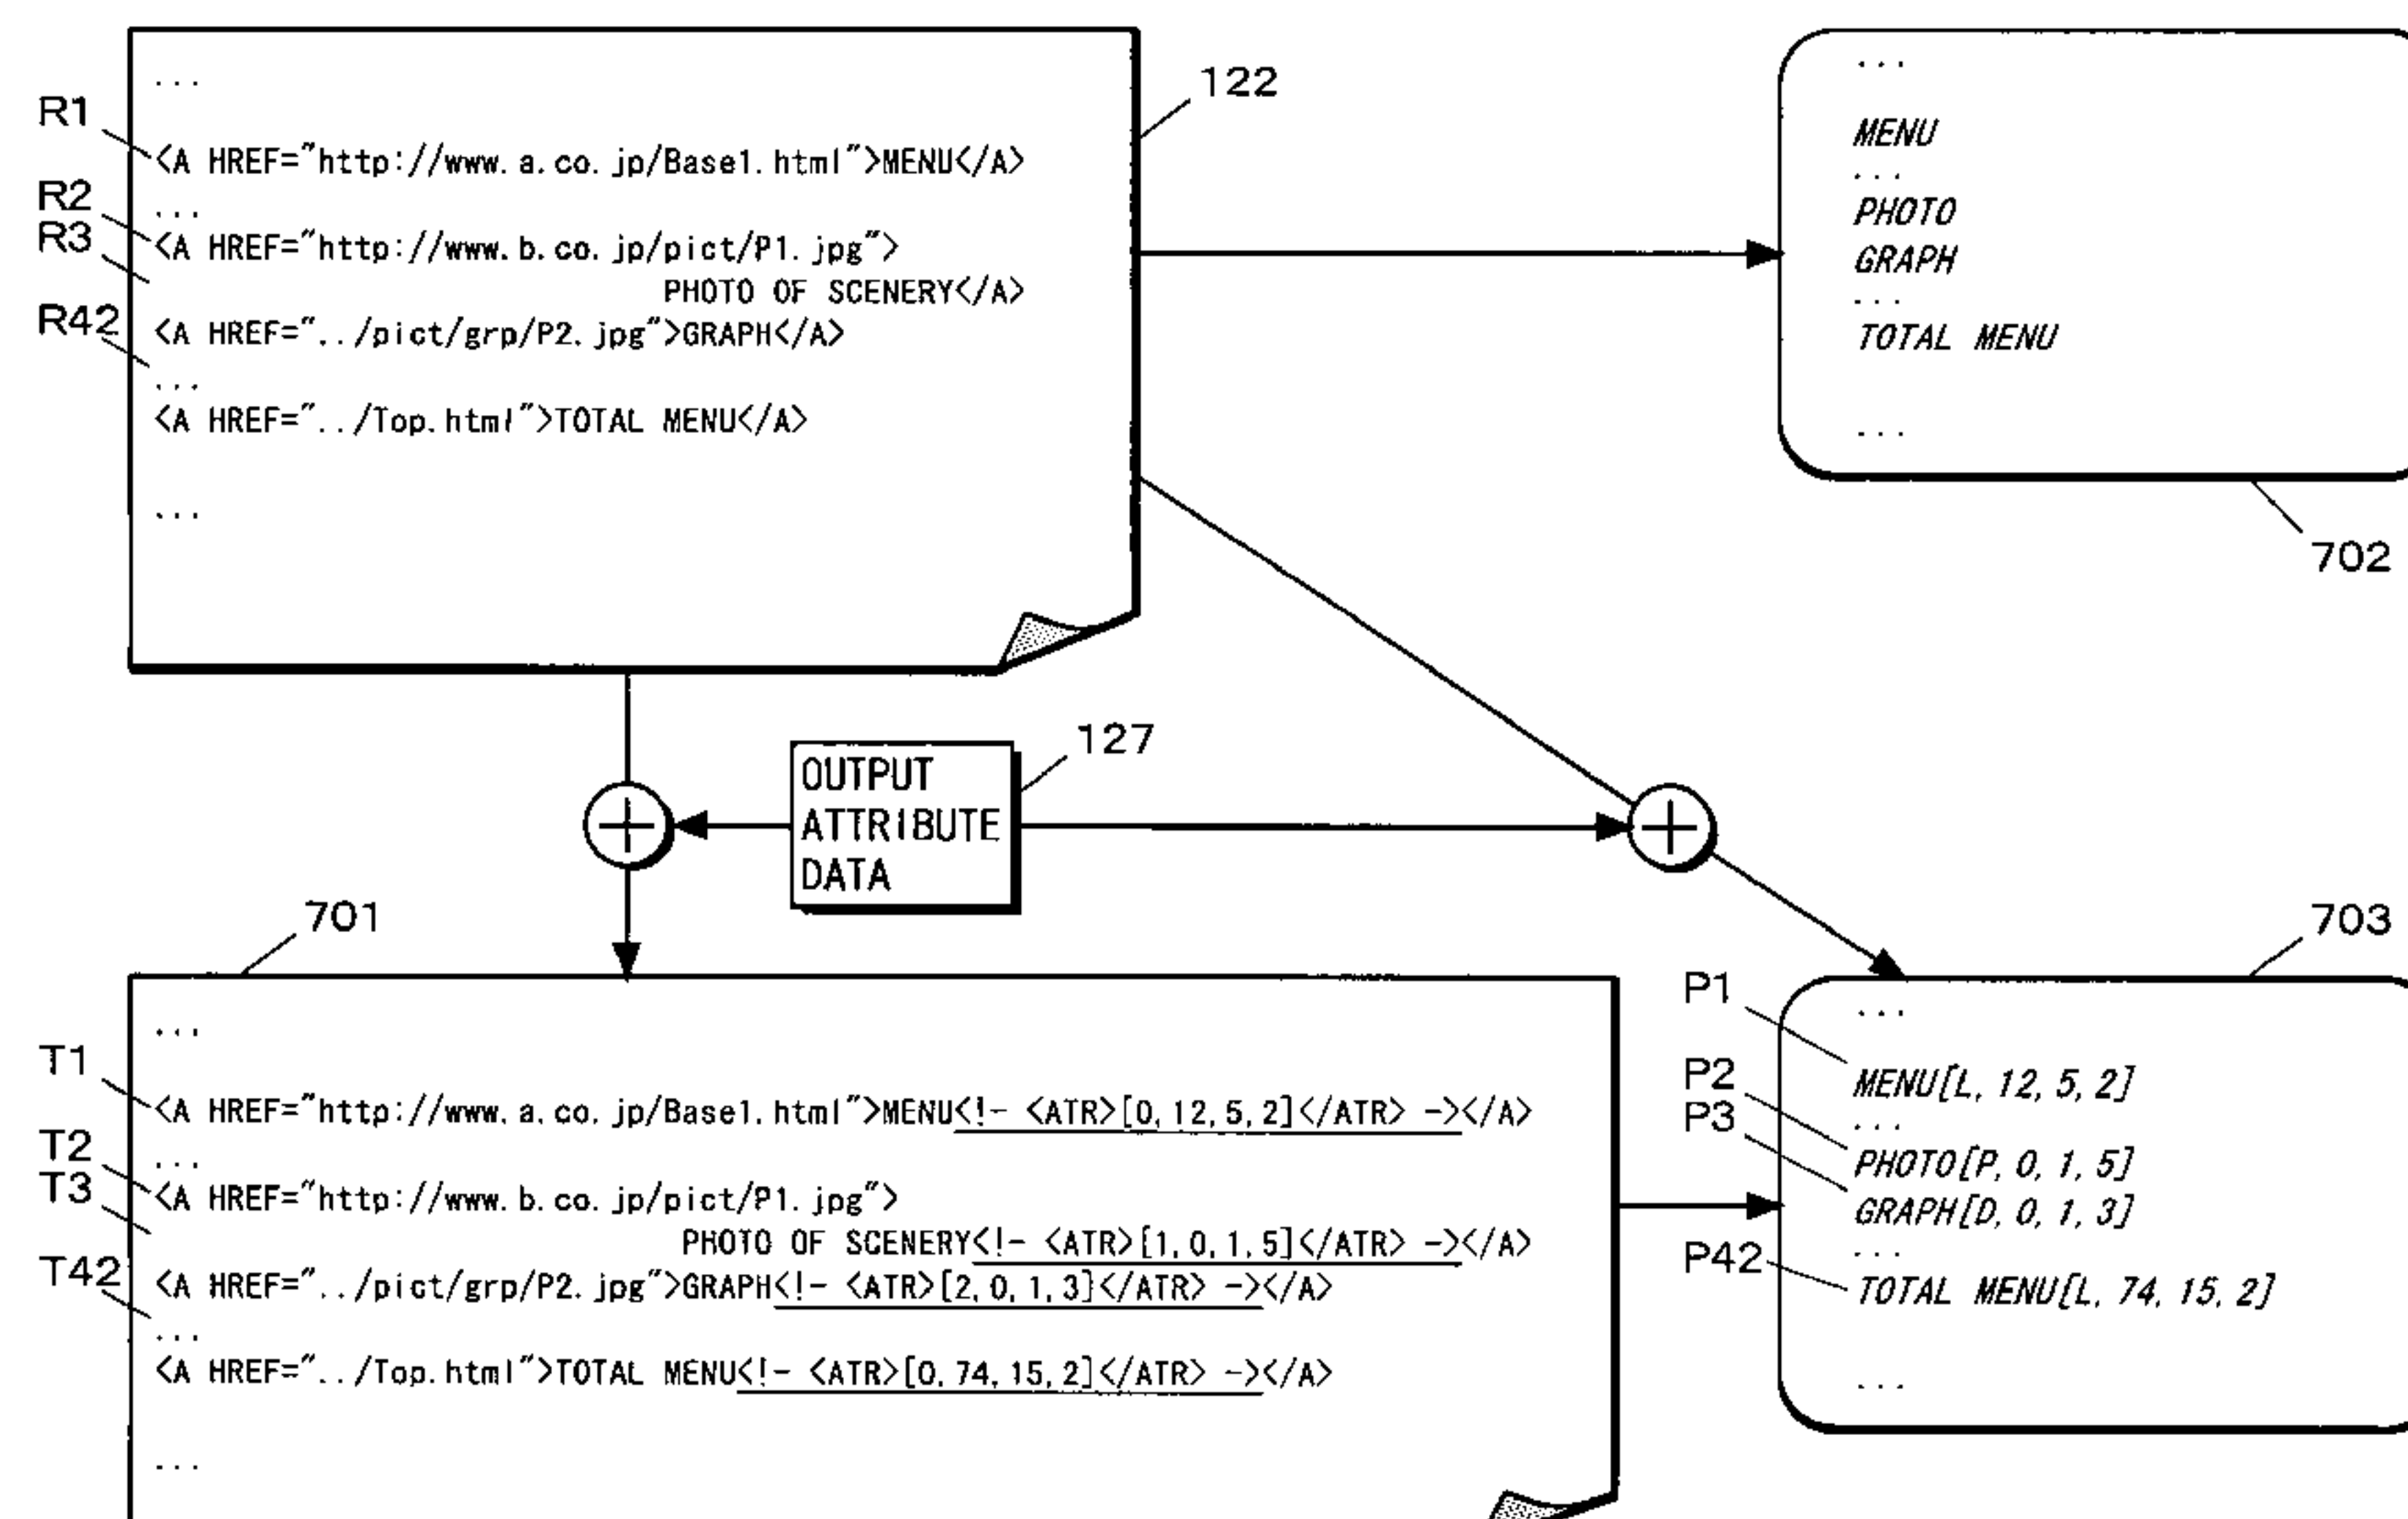 ...
R1
<A HREF="http://www.a.co.jp/Base1.html">MENU</A>
R2
...
R3
<A HREF="http://www.b.co.jp/pict/P1.jpg">
PHOTO OF SCENERY</A>
R42
<A HREF="../pict/grp/P2.jpg">GRAPH</A>
...
<A HREF="../Top.html">TOTAL MENU</A>
...
122
...
MENU
...
PHOTO
GRAPH
...
TOTAL MENU
...
702
127
OUTPUT
ATTRIBUTE
DATA
701
...
T1
<A HREF="http://www.a.co.jp/Base1.html">MENU<!- <ATR>[0,12,5,2]</ATR> -></A>
T2
...
T3
<A HREF="http://www.b.co.jp/pict/P1.jpg">
PHOTO OF SCENERY<!- <ATR>[1,0,1,5]</ATR> -></A>
T42
<A HREF="../pict/grp/P2.jpg">GRAPH<!- <ATR>[2,0,1,3]</ATR> -></A>
...
<A HREF="../Top.html">TOTAL MENU<!- <ATR>[0,74,15,2]</ATR> -></A>
...
703
P1
...
MENU[L,12,5,2]
P2
...
P3
PHOTO[P,0,1,5]
GRAPH[D,0,1,3]
...
P42
TOTAL MENU[L,74,15,2]
...